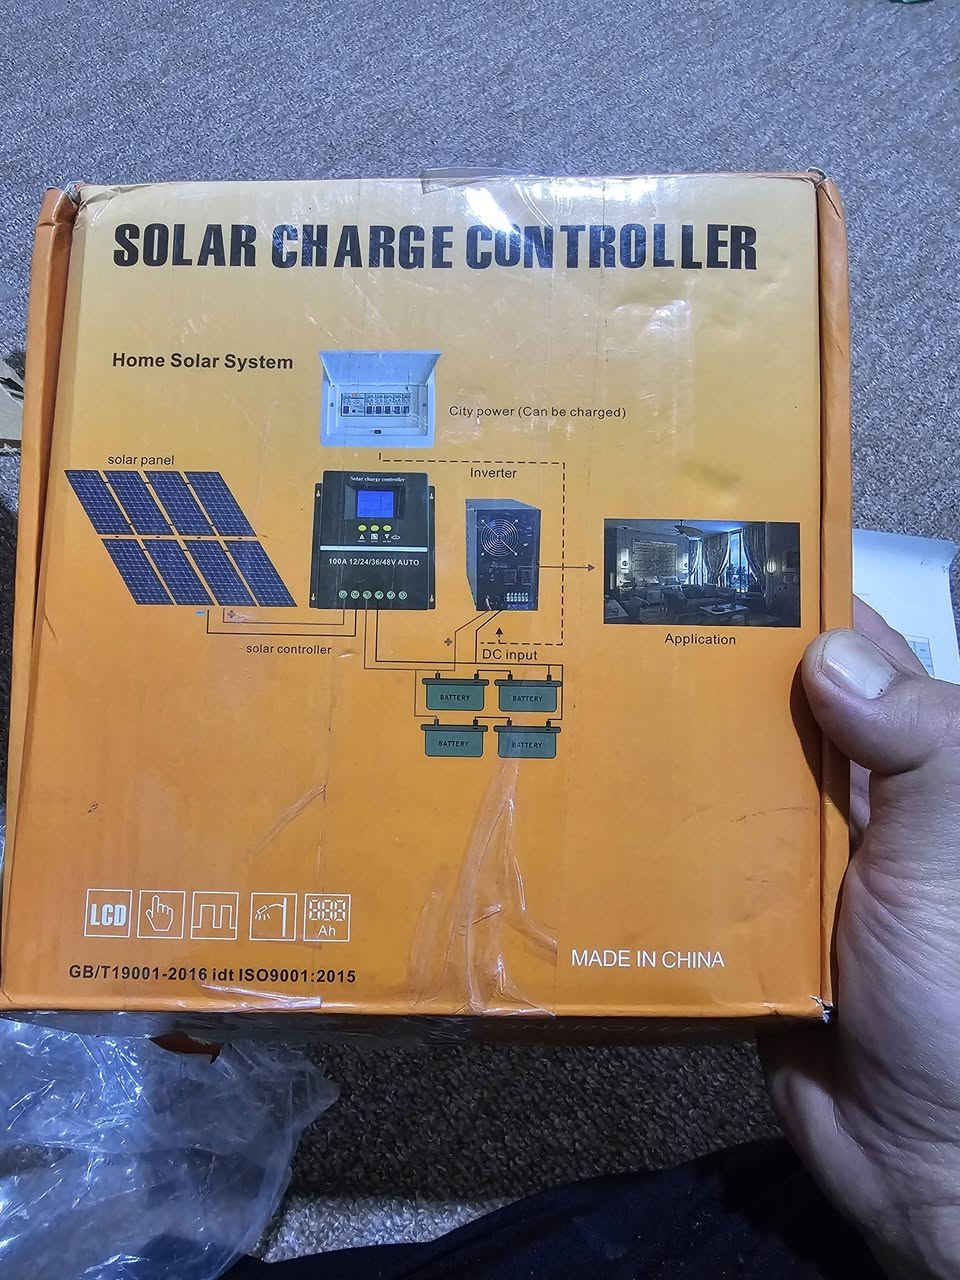 SOLAR CHARGE CONTROLLER
Home Solar System
City power (Can be charged)
solar panel
Inverter
Solar charge controller
100A 12/24/36/48V AUTO
Application
solar controller
DC input
BATTERY
BATTERY
BATTERY
BATTERY
LCD
Ah
MADE IN CHINA
GB/T19001-2016 idt ISO9001:2015